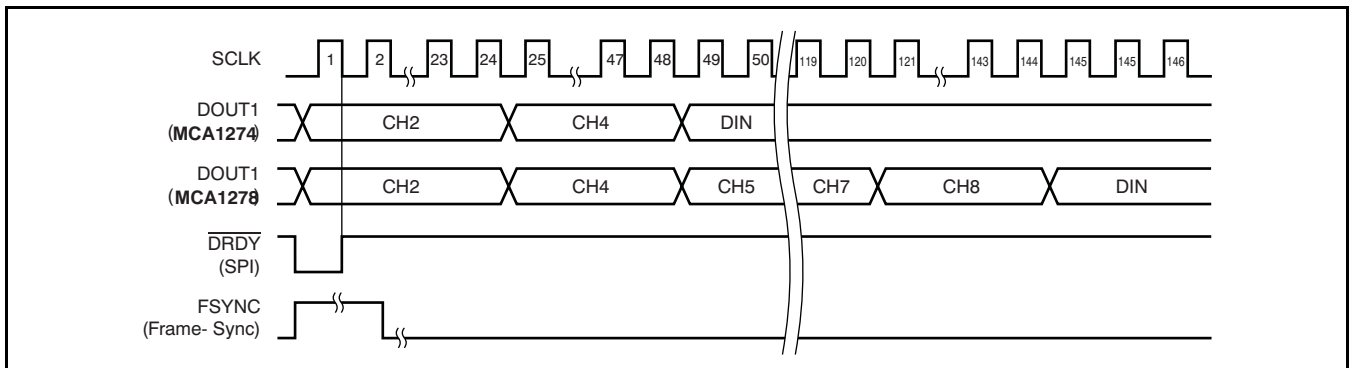 SCLK 1 2 23 24 25 47 48 49 50 119 120 121 143 144 145 145 146
DOUT1
(MCA1274) CH2 CH4 DIN
DOUT1
(MCA1278) CH2 CH4 CH5 CH7 CH8 DIN
DRDY
(SPI)
FSYNC
(Frame- Sync)